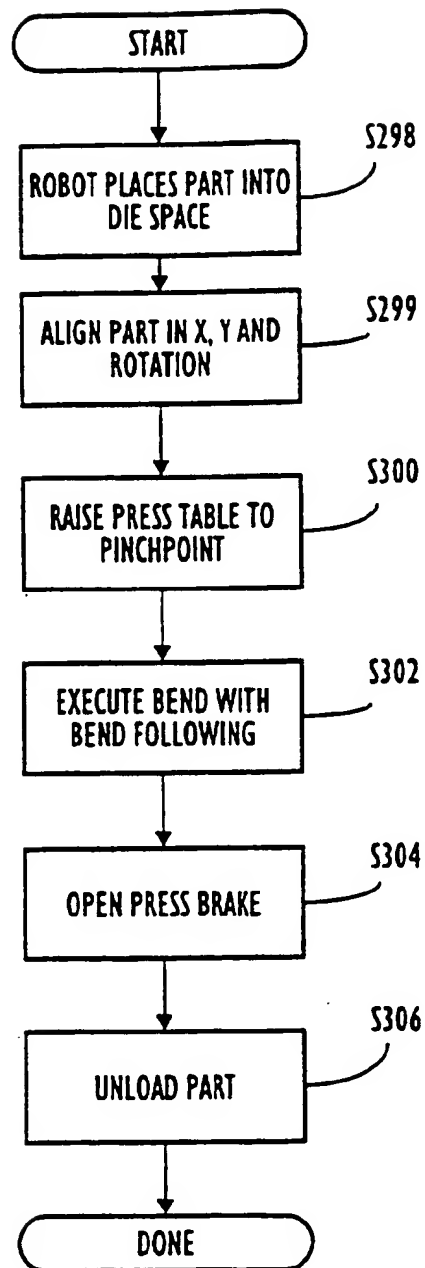 START
S298
ROBOT PLACES PART INTO
DIE SPACE
S299
ALIGN PART IN X, Y AND
ROTATION
S300
RAISE PRESS TABLE TO
PINCHPOINT
S302
EXECUTE BEND WITH
BEND FOLLOWING
S304
OPEN PRESS BRAKE
S306
UNLOAD PART
DONE